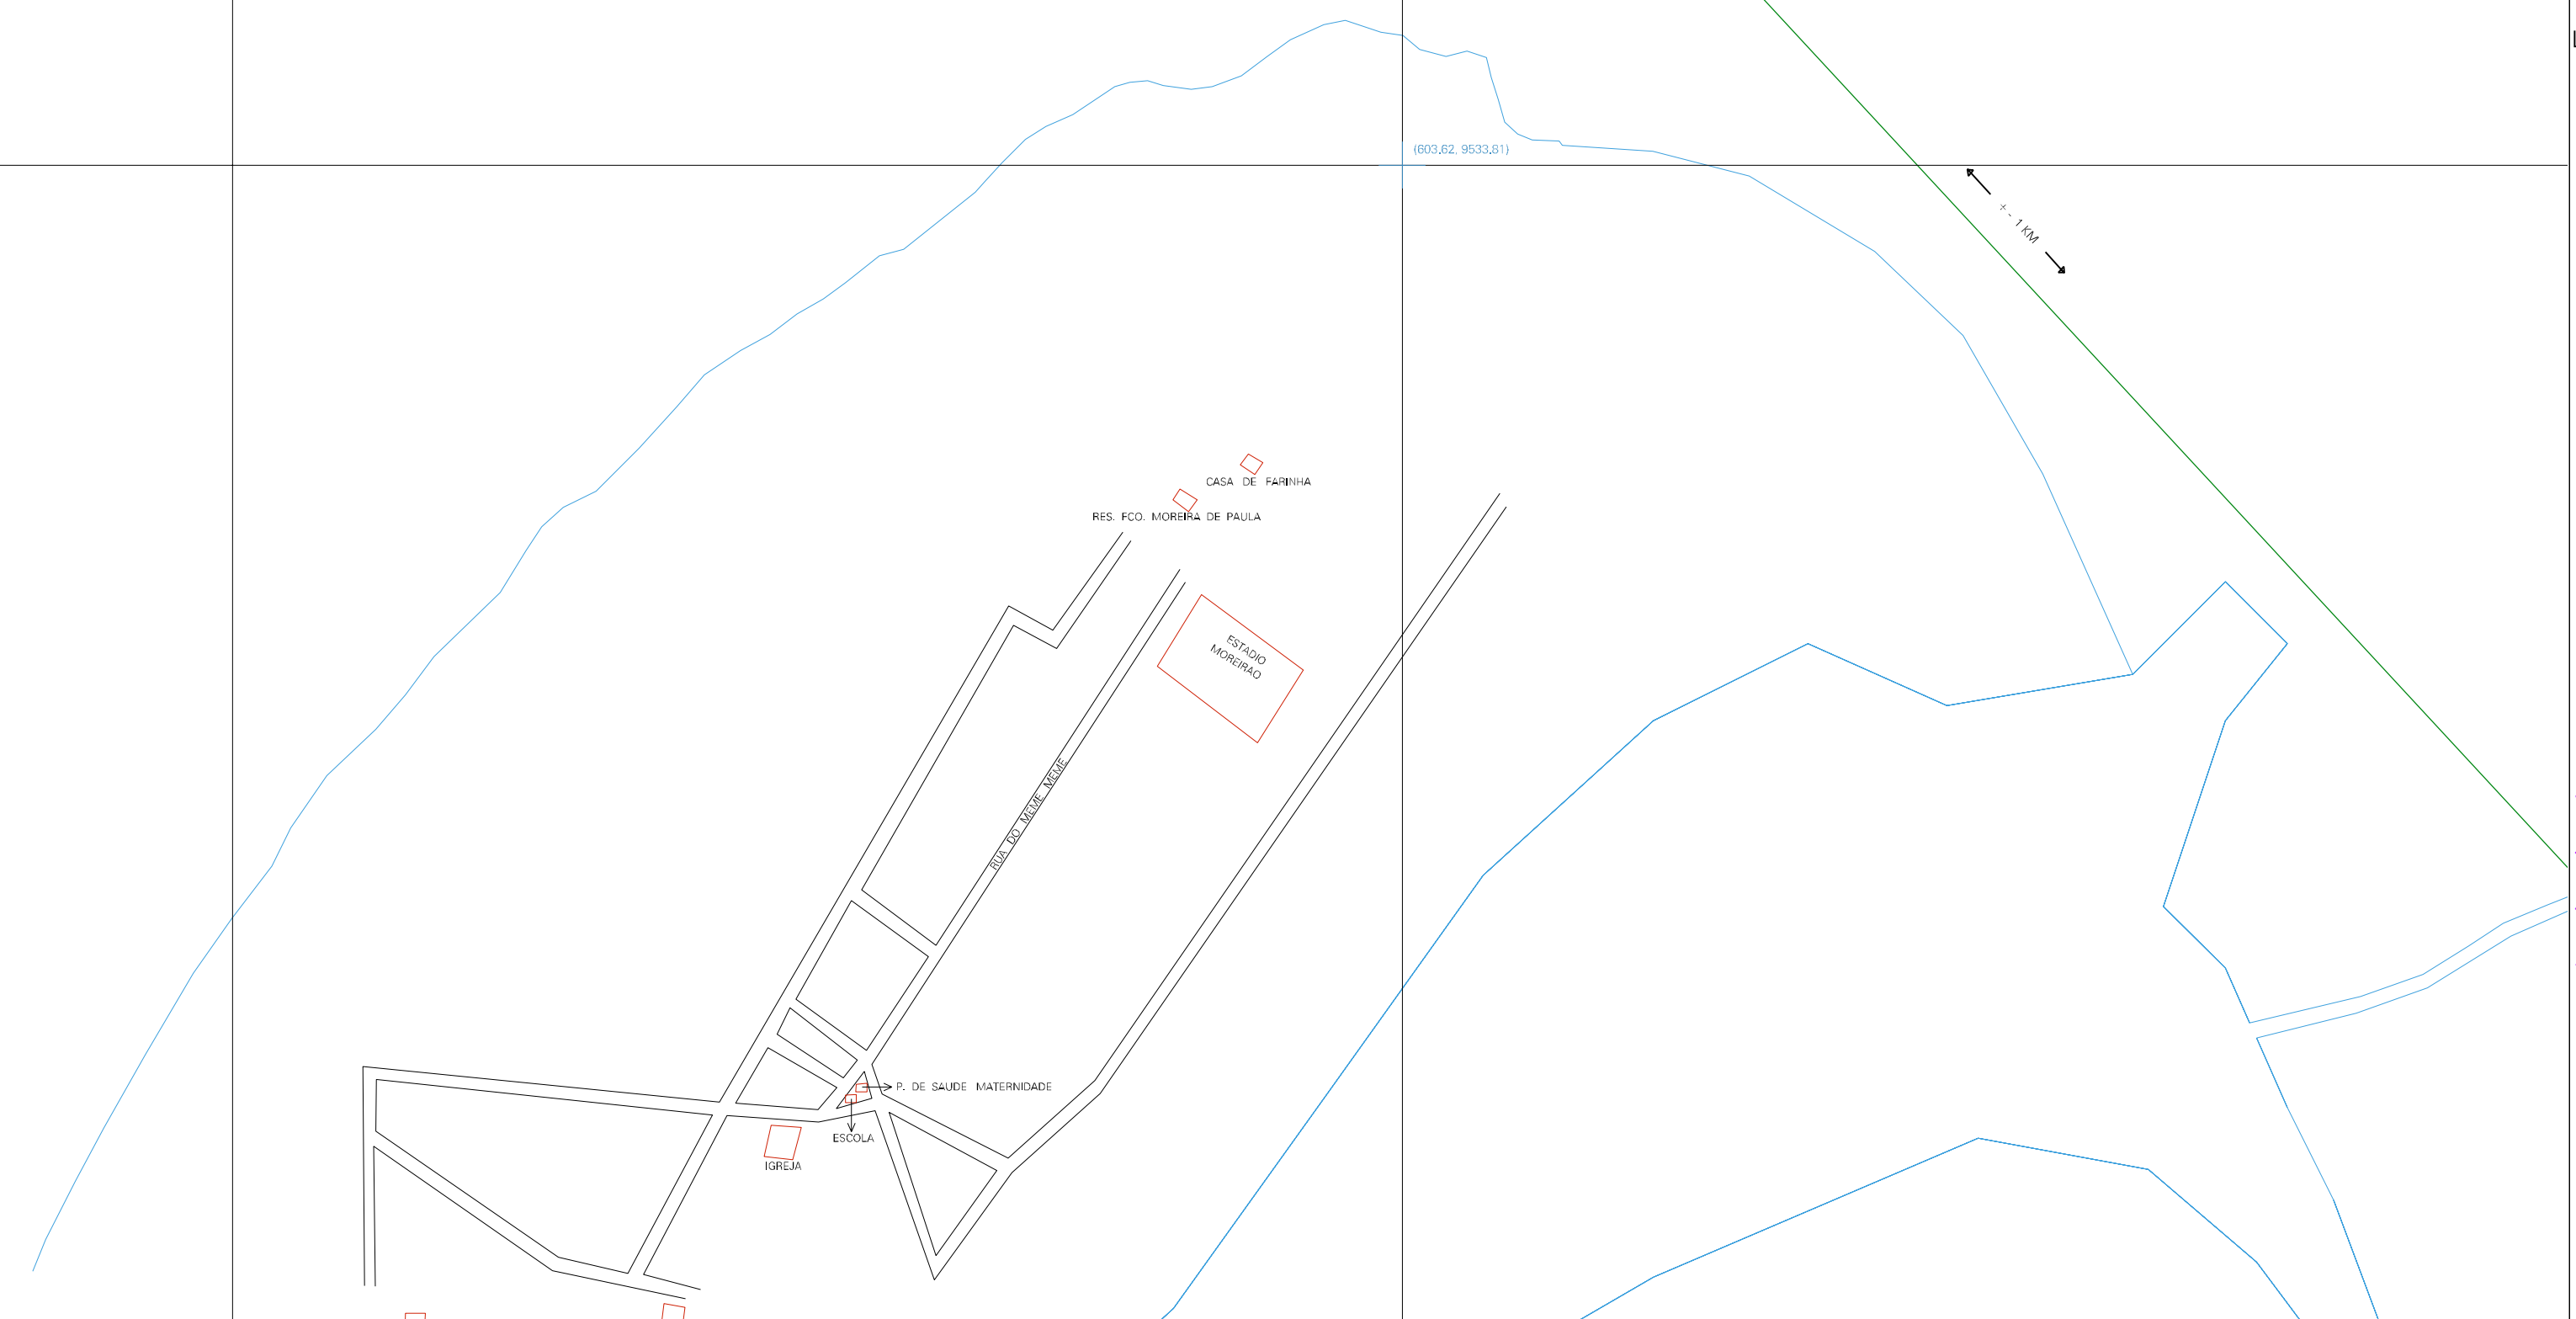 (603.62, 9533.81)
+ - 1 KM
CASA DE FARINHA
RES. FCO. MOREIRA DE PAULA
ESTADIO
MOREIRAO
RUA DO MEME MEME
P. DE SAUDE MATERNIDADE
ESCOLA
IGREJA